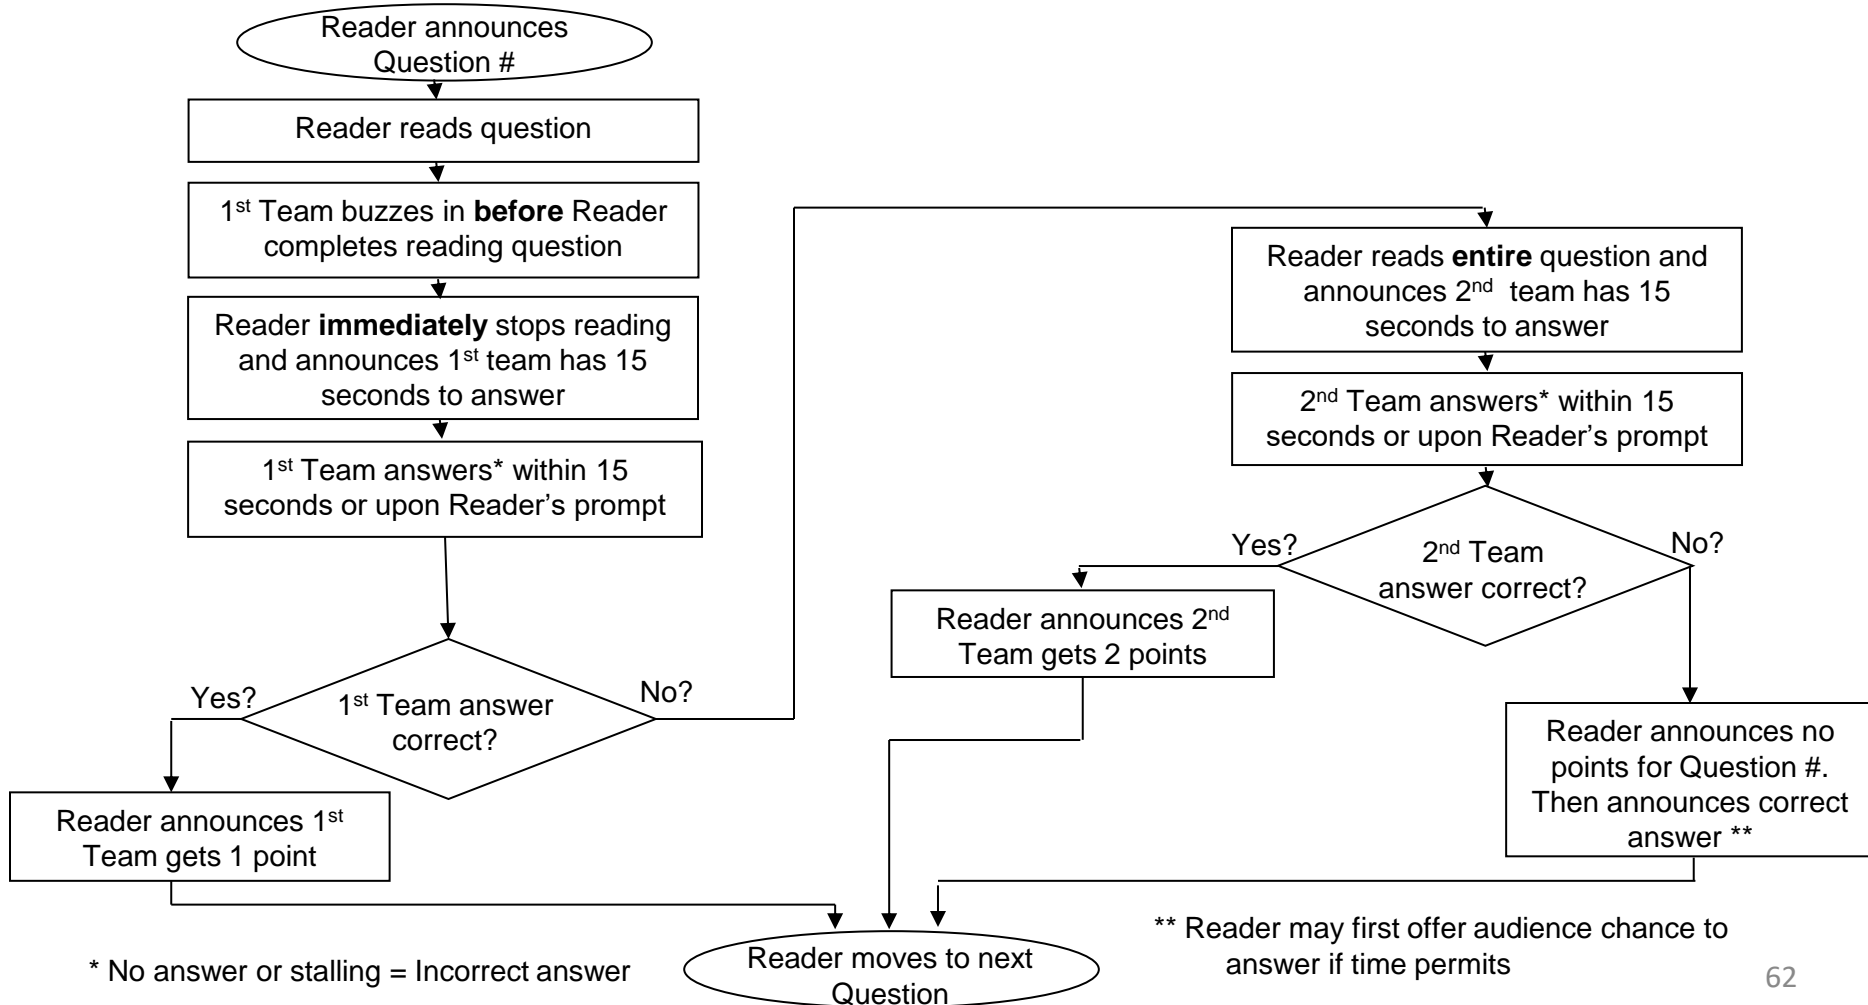 Reader announces
Question #
Reader reads question
1st Team buzzes in before Reader
completes reading question
Reader immediately stops reading
and announces 1st team has 15
seconds to answer
1st Team answers* within 15
seconds or upon Reader’s prompt
Yes?
1st Team answer
correct?
No?
Reader announces 1st
Team gets 1 point
Reader reads entire question and
announces 2nd team has 15
seconds to answer
2nd Team answers* within 15
seconds or upon Reader’s prompt
Yes?
2nd Team
answer correct?
No?
Reader announces 2nd
Team gets 2 points
Reader announces no
points for Question #.
Then announces correct
answer **
Reader moves to next
Question
* No answer or stalling = Incorrect answer
** Reader may first offer audience chance to
answer if time permits
62